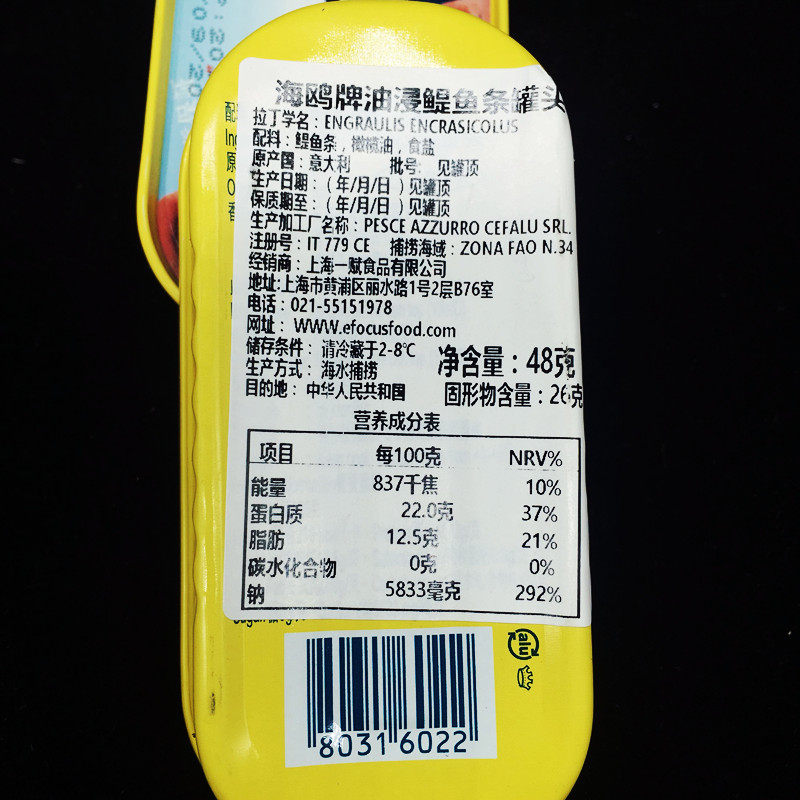 海鸥牌油浸鳀鱼条罐头
拉丁学名：ENGRAULIS ENCRASICOLUS
配料：鳀鱼条，橄榄油，食盐
原产国：意大利 批号：见罐顶
生产日期：（年/月/日）见罐顶
保质期至：（年/月/日）见罐顶
生产加工厂名称：PESCE AZZURRO CEFALU SRL.
注册号：IT 779 CE 捕捞海域：ZONA FAO N.34
经销商：上海一赋食品有限公司
地址:上海市黄浦区丽水路1号2层B76室
电话：021-55151978
网址：WWW.efocusfood.com
储存条件：请冷藏于2-8℃ 净含量：48克
生产方式：海水捕捞
目的地：中华人民共和国 固形物含量：26克
营养成分表
项目 每100克 NRV%
能量 837千焦 10%
蛋白质 22.0克 37%
脂肪 12.5克 21%
碳水化合物 0克 0%
钠 5833毫克 292%
alu
80316022